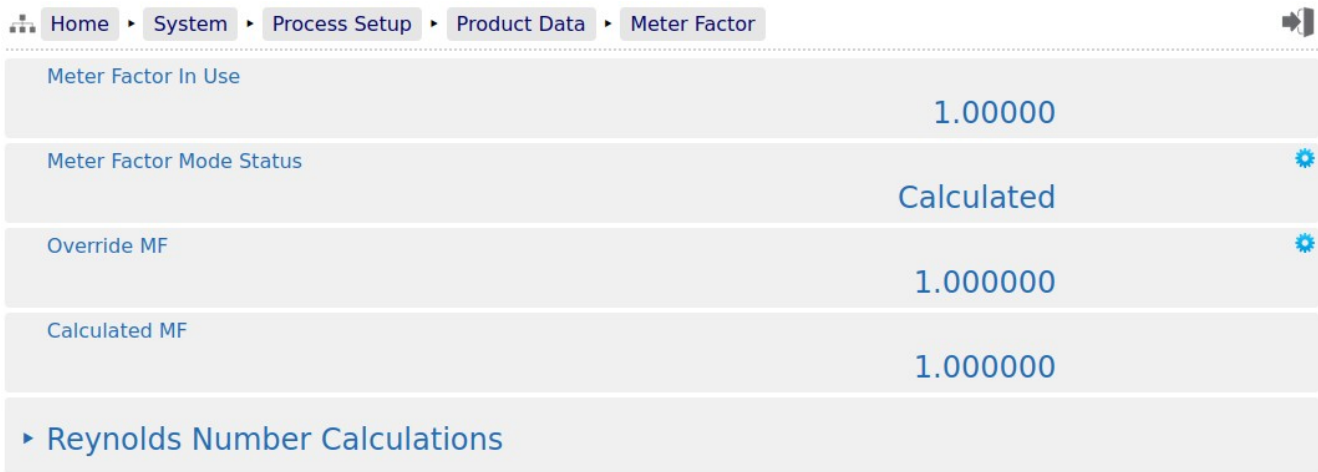 Home ‣ System ‣ Process Setup ‣ Product Data ‣ Meter Factor
Meter Factor In Use
1.00000
Meter Factor Mode Status
Calculated
Override MF
1.000000
Calculated MF
1.000000
‣ Reynolds Number Calculations